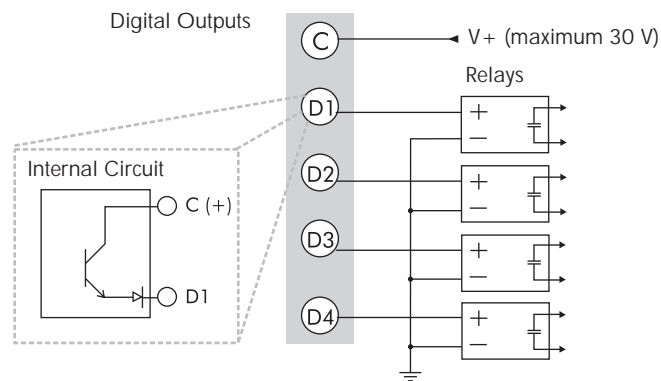 Digital Outputs
C
V+ (maximum 30 V)
Relays
D1
+
−
Internal Circuit
C (+)
D2
+
−
D3
+
−
D1
D4
+
−